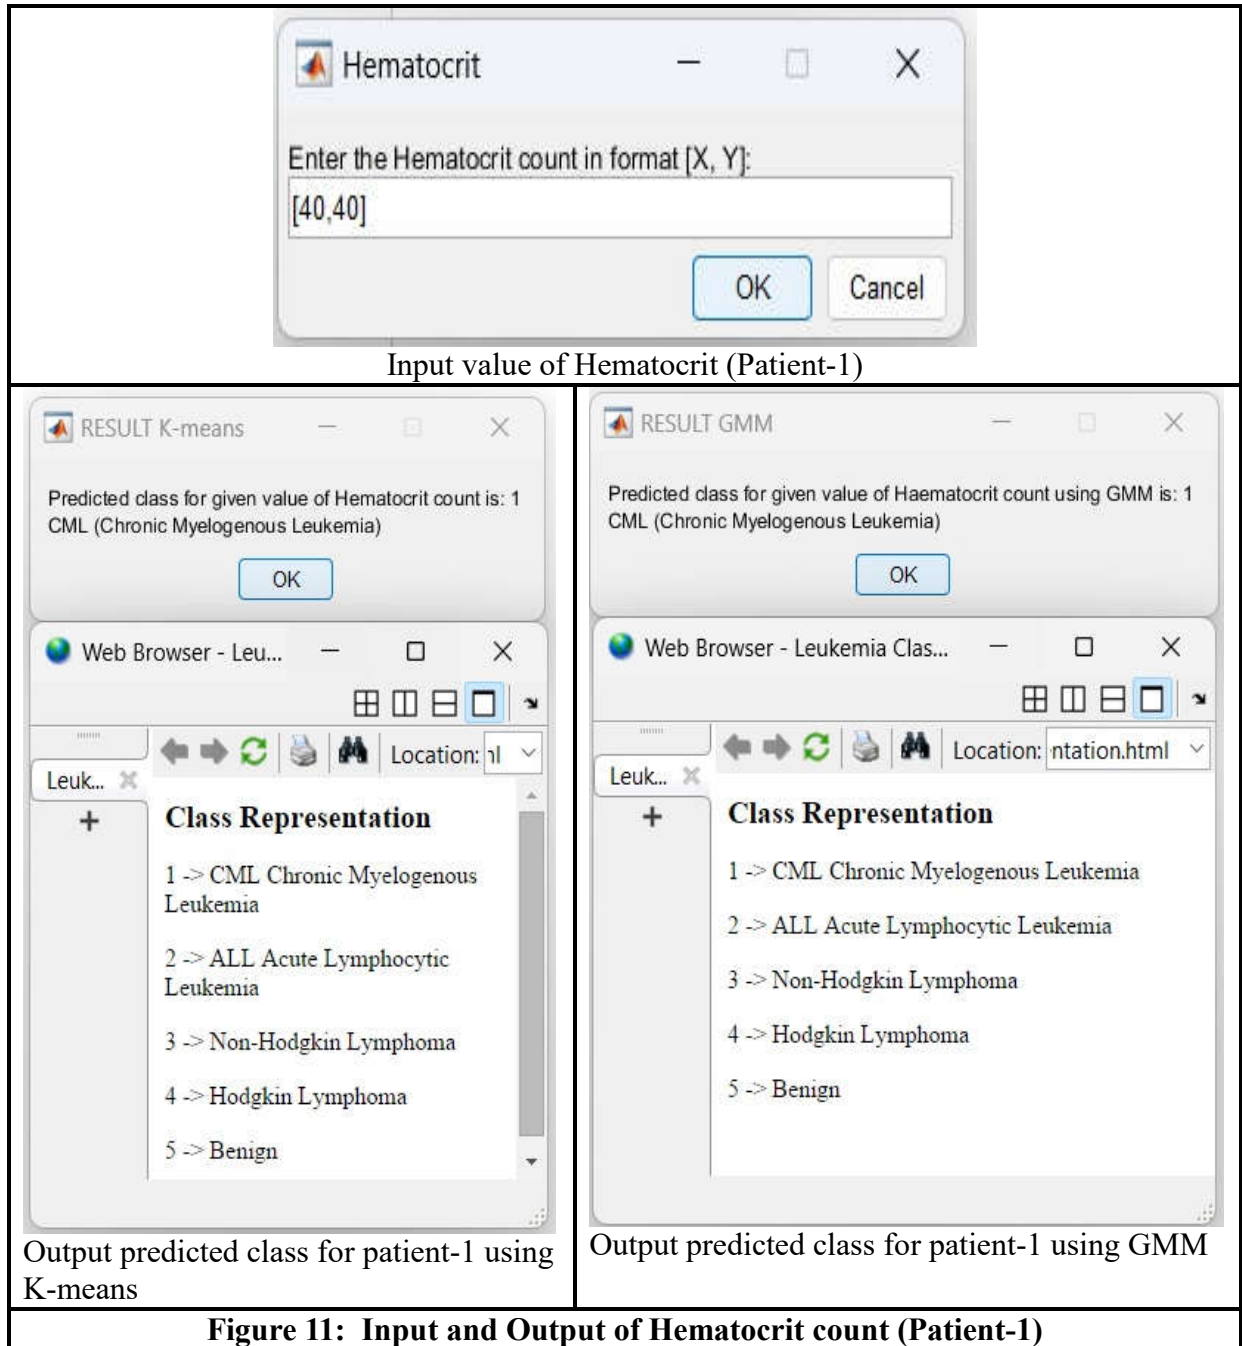 Hematocrit
Enter the Hematocrit count in format [X, Y]:
[40,40]
OK Cancel
Input value of Hematocrit (Patient-1)
RESULT K-means
Predicted class for given value of Hematocrit count is: 1
CML (Chronic Myelogenous Leukemia)
OK
Web Browser - Leu...
Location: nl
Leuk...
Class Representation
1 -> CML Chronic Myelogenous
Leukemia
2 -> ALL Acute Lymphocytic
Leukemia
3 -> Non-Hodgkin Lymphoma
4 -> Hodgkin Lymphoma
5 -> Benign
Output predicted class for patient-1 using
K-means
RESULT GMM
Predicted class for given value of Haematocrit count using GMM is: 1
CML (Chronic Myelogenous Leukemia)
OK
Web Browser - Leukemia Clas...
Location: ntation.html
Leuk...
Class Representation
1 -> CML Chronic Myelogenous Leukemia
2 -> ALL Acute Lymphocytic Leukemia
3 -> Non-Hodgkin Lymphoma
4 -> Hodgkin Lymphoma
5 -> Benign
Output predicted class for patient-1 using GMM
Figure 11: Input and Output of Hematocrit count (Patient-1)